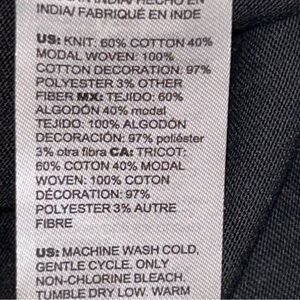 INDIA/ HECHO EN
INDIA/ FABRIQUÉ EN INDE
US: KNIT: 60% COTTON 40%
MODAL WOVEN: 100%
COTTON DECORATION: 97%
POLYESTER 3% OTHER
FIBER MX: TEJIDO: 60%
ALGODÓN 40% modal
TEJIDO: 100% ALGODÓN
DECORACIÓN: 97% poliéster
3% otra fibra CA: TRICOT:
60% COTON 40% MODAL
WOVEN: 100% COTON
DÉCORATION: 97%
POLYESTER 3% AUTRE
FIBRE
US: MACHINE WASH COLD,
GENTLE CYCLE. ONLY
NON-CHLORINE BLEACH.
TUMBLE DRY LOW. WARM